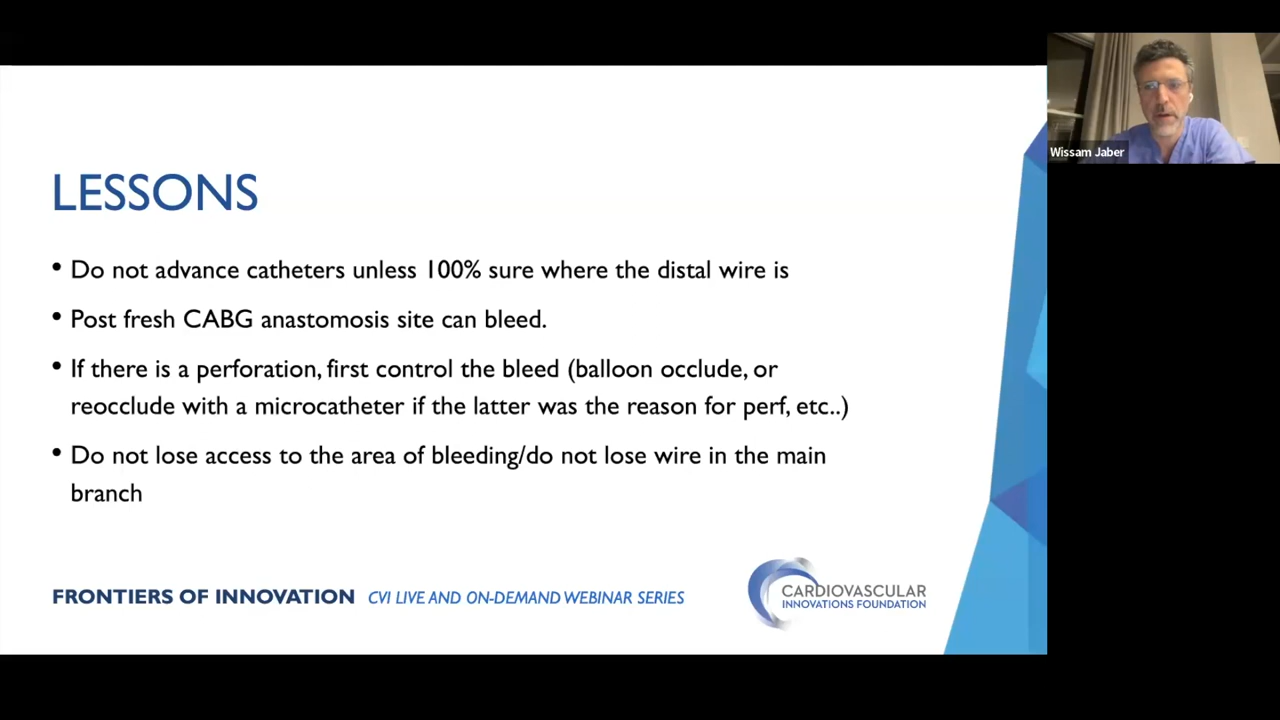 Wissam Jaber
LESSONS
• Do not advance catheters unless 100% sure where the distal wire is
• Post fresh CABG anastomosis site can bleed.
• If there is a perforation, first control the bleed (balloon occlude, or
reocclude with a microcatheter if the latter was the reason for perf, etc..)
• Do not lose access to the area of bleeding/do not lose wire in the main
branch
FRONTIERS OF INNOVATION CVI LIVE AND ON-DEMAND WEBINAR SERIES
CARDIOVASCULAR
INNOVATIONS FOUNDATION